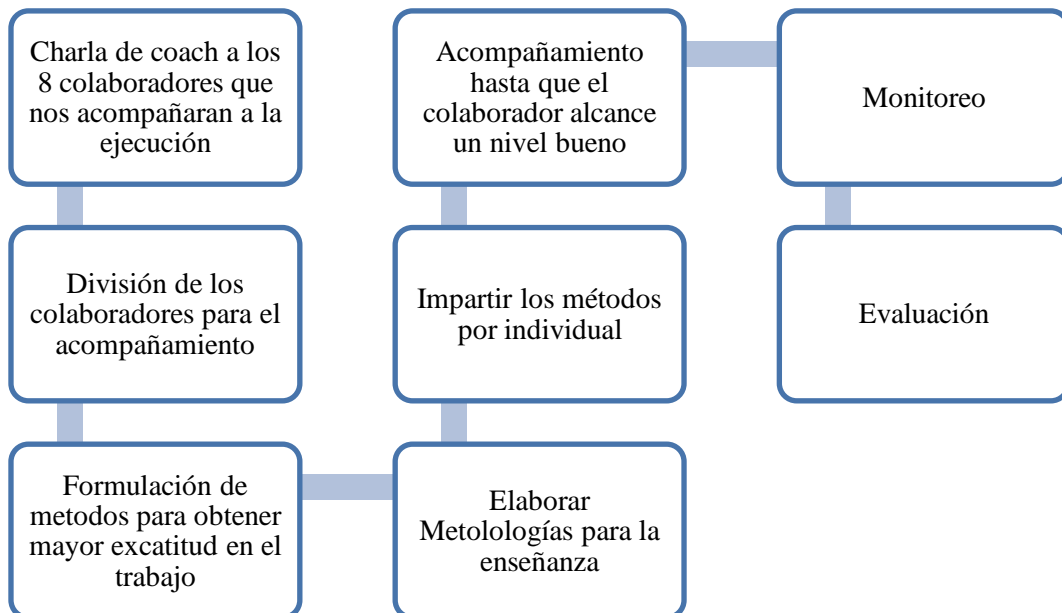 Charla de coach a los
8 colaboradores que
nos acompañaran a la
ejecución
División de los
colaboradores para el
acompañamiento
Formulación de
metodos para obtener
mayor excatitud en el
trabajo
Elaborar
Metolologías para la
enseñanza
Impartir los métodos
por individual
Acompañamiento
hasta que el
colaborador alcance
un nivel bueno
Monitoreo
Evaluación